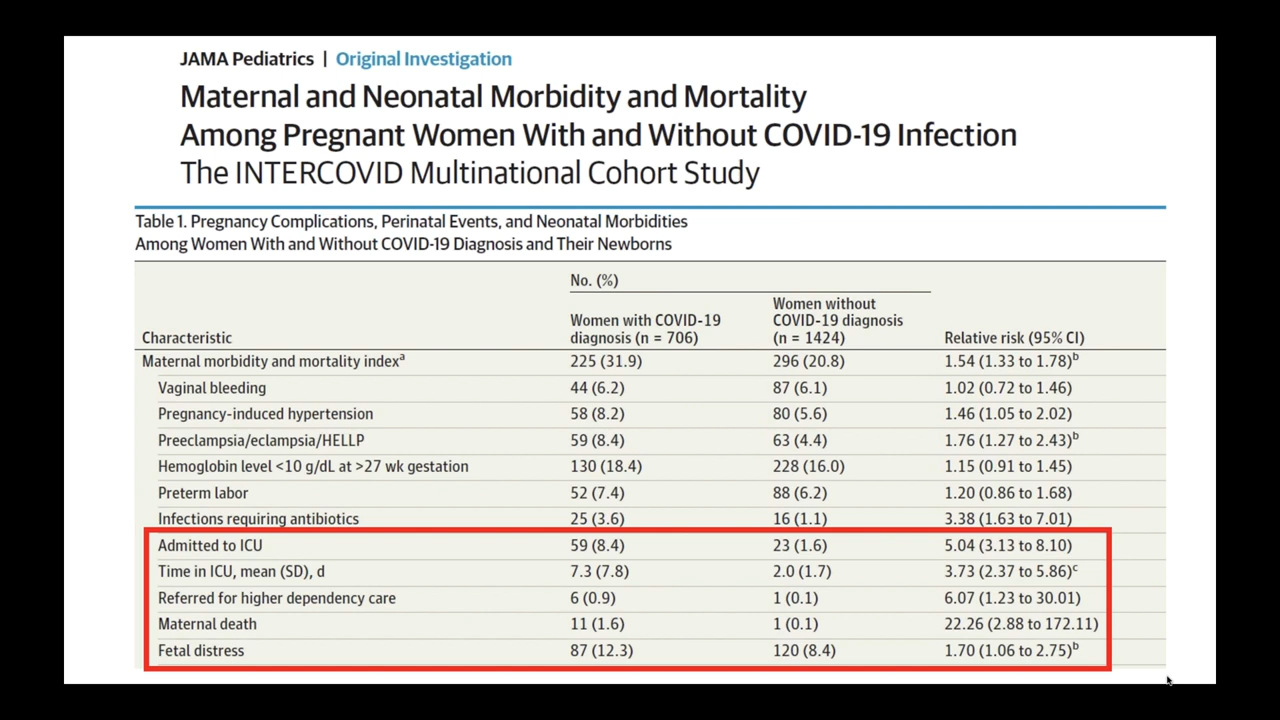 JAMA Pediatrics | Original Investigation
Maternal and Neonatal Morbidity and Mortality
Among Pregnant Women With and Without COVID-19 Infection
The INTERCOVID Multinational Cohort Study
Table 1. Pregnancy Complications, Perinatal Events, and Neonatal Morbidities
Among Women With and Without COVID-19 Diagnosis and Their Newborns
No. (%)
Characteristic Women with COVID-19 diagnosis (n = 706) Women without COVID-19 diagnosis (n = 1424) Relative risk (95% CI)
Maternal morbidity and mortality indexᵃ 225 (31.9) 296 (20.8) 1.54 (1.33 to 1.78)ᵇ
Vaginal bleeding 44 (6.2) 87 (6.1) 1.02 (0.72 to 1.46)
Pregnancy-induced hypertension 58 (8.2) 80 (5.6) 1.46 (1.05 to 2.02)
Preeclampsia/eclampsia/HELLP 59 (8.4) 63 (4.4) 1.76 (1.27 to 2.43)ᵇ
Hemoglobin level <10 g/dL at >27 wk gestation 130 (18.4) 228 (16.0) 1.15 (0.91 to 1.45)
Preterm labor 52 (7.4) 88 (6.2) 1.20 (0.86 to 1.68)
Infections requiring antibiotics 25 (3.6) 16 (1.1) 3.38 (1.63 to 7.01)
Admitted to ICU 59 (8.4) 23 (1.6) 5.04 (3.13 to 8.10)
Time in ICU, mean (SD), d 7.3 (7.8) 2.0 (1.7) 3.73 (2.37 to 5.86)ᶜ
Referred for higher dependency care 6 (0.9) 1 (0.1) 6.07 (1.23 to 30.01)
Maternal death 11 (1.6) 1 (0.1) 22.26 (2.88 to 172.11)
Fetal distress 87 (12.3) 120 (8.4) 1.70 (1.06 to 2.75)ᵇ